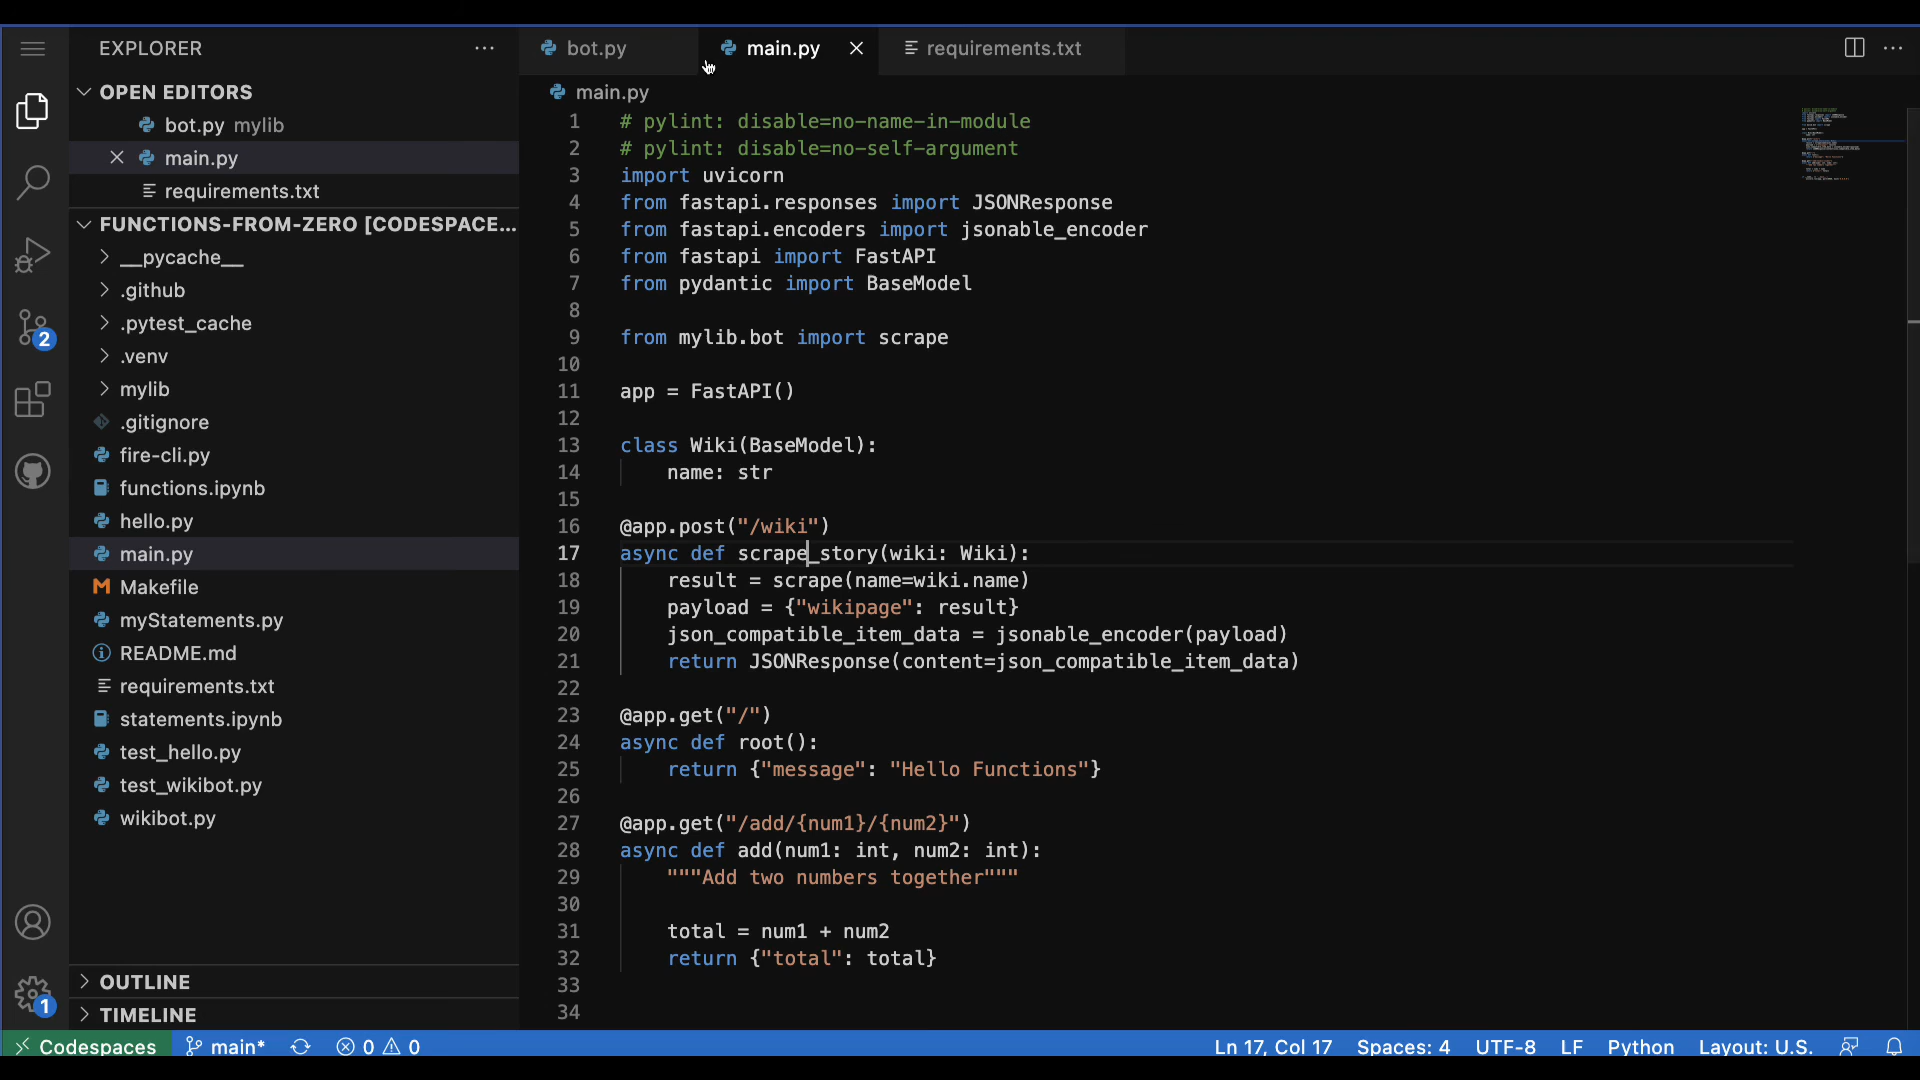 EXPLORER
OPEN EDITORS
bot.py mylib
main.py
requirements.txt
FUNCTIONS-FROM-ZERO [CODESPACE...
__pycache__
.github
.pytest_cache
.venv
mylib
.gitignore
fire-cli.py
functions.ipynb
hello.py
main.py
Makefile
myStatements.py
README.md
requirements.txt
statements.ipynb
test_hello.py
test_wikibot.py
wikibot.py
OUTLINE
TIMELINE
2
1
bot.py
main.py
requirements.txt
main.py
1 # pylint: disable=no-name-in-module
2 # pylint: disable=no-self-argument
3 import uvicorn
4 from fastapi.responses import JSONResponse
5 from fastapi.encoders import jsonable_encoder
6 from fastapi import FastAPI
7 from pydantic import BaseModel
8
9 from mylib.bot import scrape
10
11 app = FastAPI()
12
13 class Wiki(BaseModel):
14     name: str
15
16 @app.post("/wiki")
17 async def scrape_story(wiki: Wiki):
18     result = scrape(name=wiki.name)
19     payload = {"wikipage": result}
20     json_compatible_item_data = jsonable_encoder(payload)
21     return JSONResponse(content=json_compatible_item_data)
22
23 @app.get("/")
24 async def root():
25     return {"message": "Hello Functions"}
26
27 @app.get("/add/{num1}/{num2}")
28 async def add(num1: int, num2: int):
29     """Add two numbers together"""
30
31     total = num1 + num2
32     return {"total": total}
33
34
Codespaces main* 0 0 Ln 17, Col 17 Spaces: 4 UTF-8 LF Python Layout: U.S.